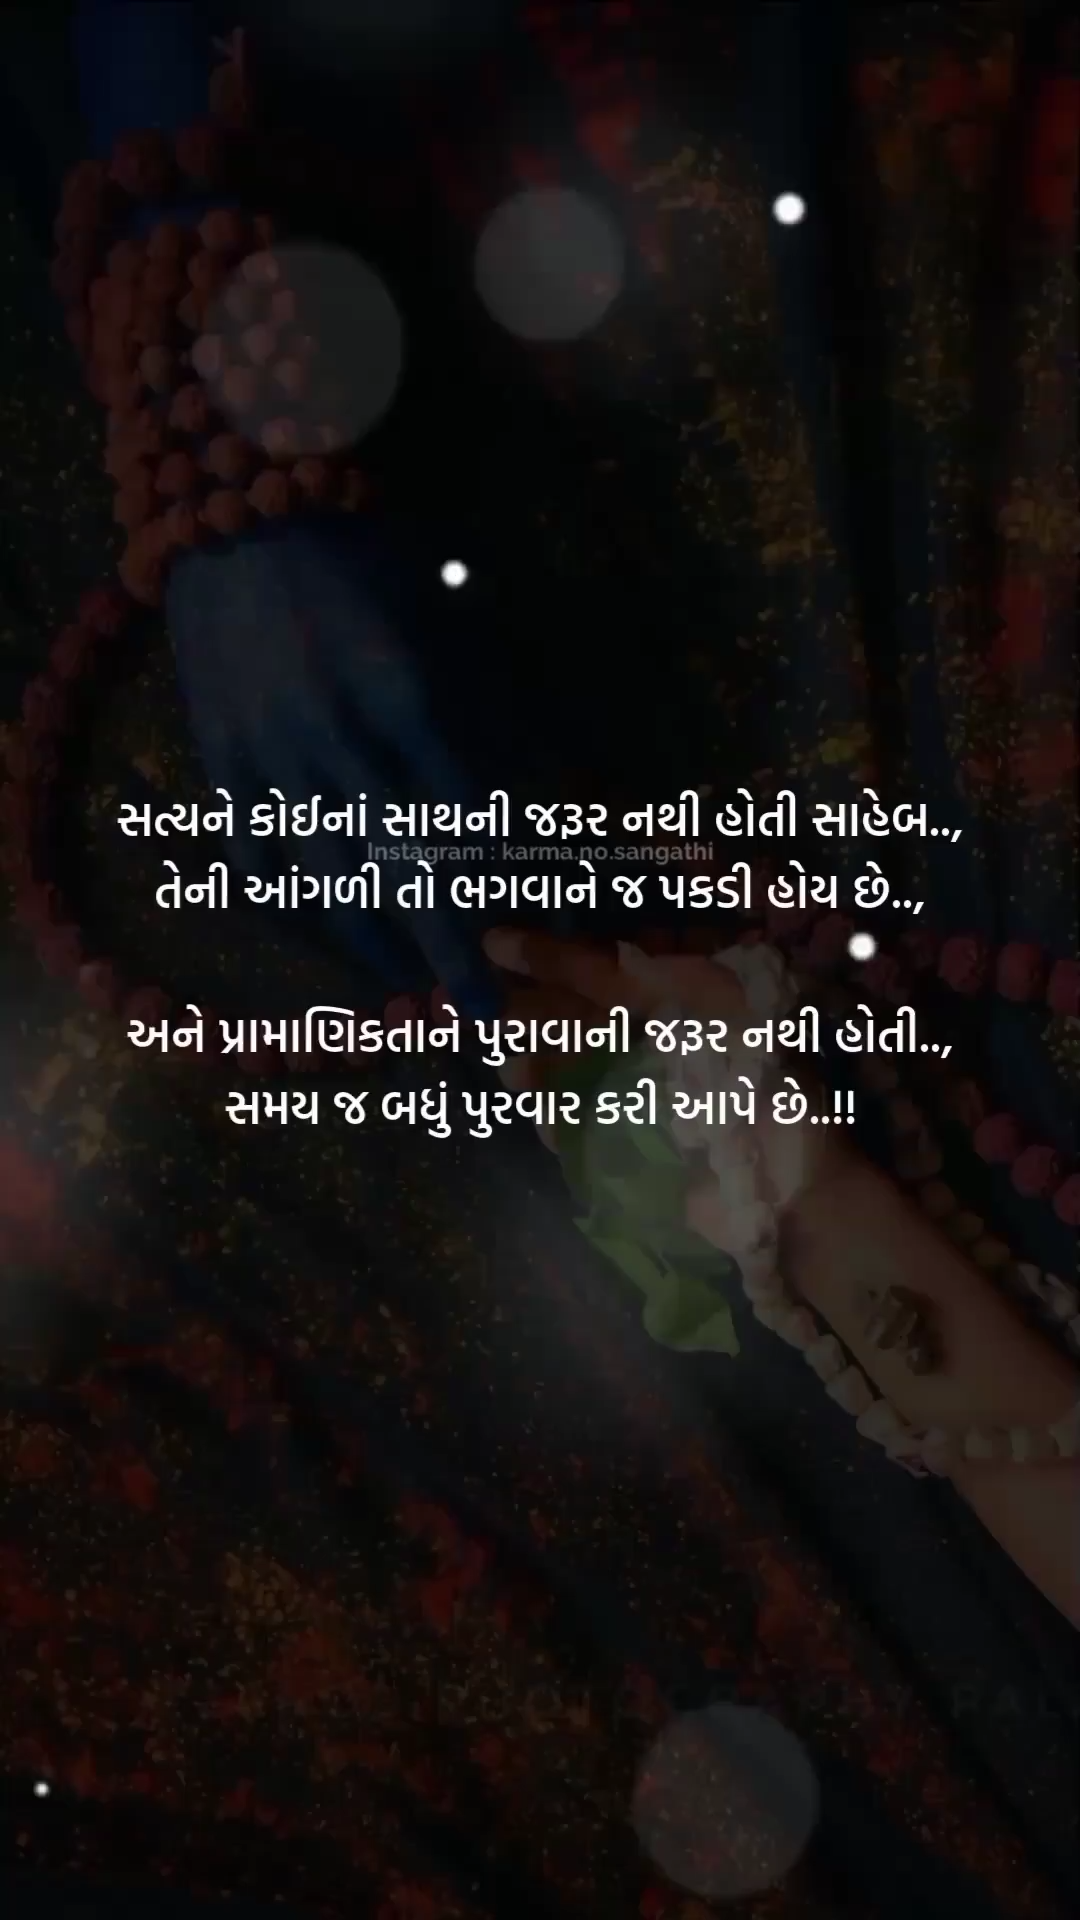 સત્યને કોઈનાં સાથની જરૂર નથી હોતી સાહેબ..,
Instagram : karma.no.sangathi
તેની આંગળી તો ભગવાને જ પકડી હોય છે..,
અને પ્રામાણિકતાને પુરાવાની જરૂર નથી હોતી..,
સમય જ બધું પુરવાર કરી આપે છે..!!